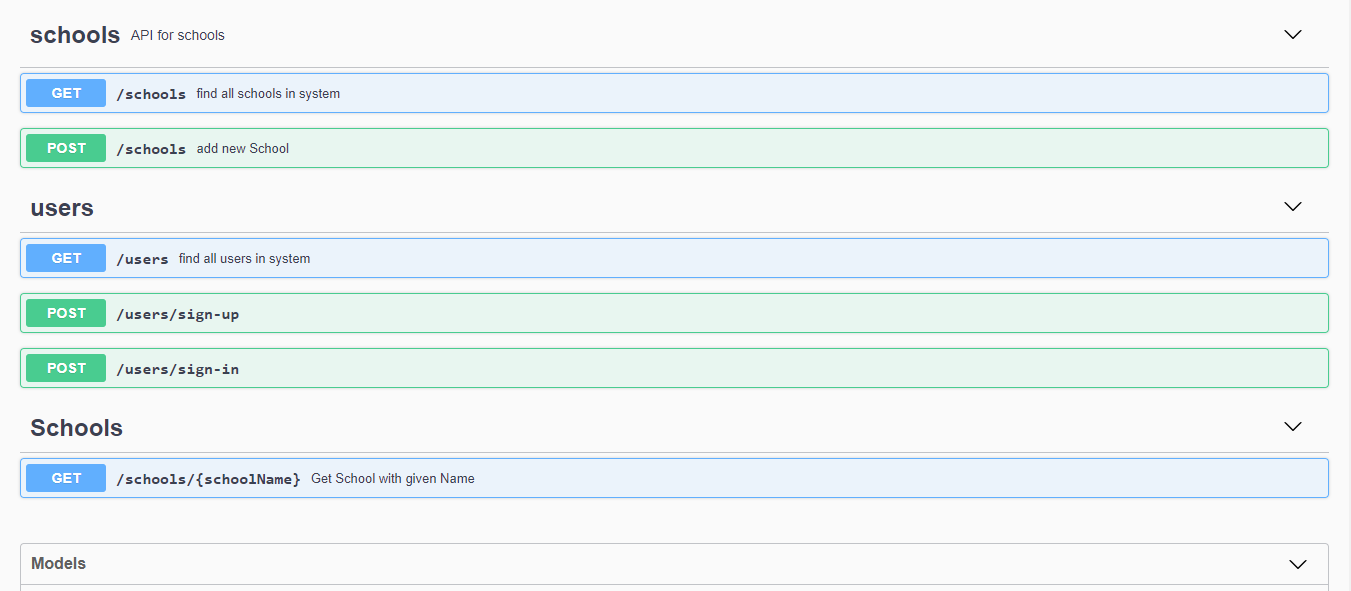 schools API for schools
GET /schools find all schools in system
POST /schools add new School
users
GET /users find all users in system
POST /users/sign-up
POST /users/sign-in
Schools
GET /schools/{schoolName} Get School with given Name
Models